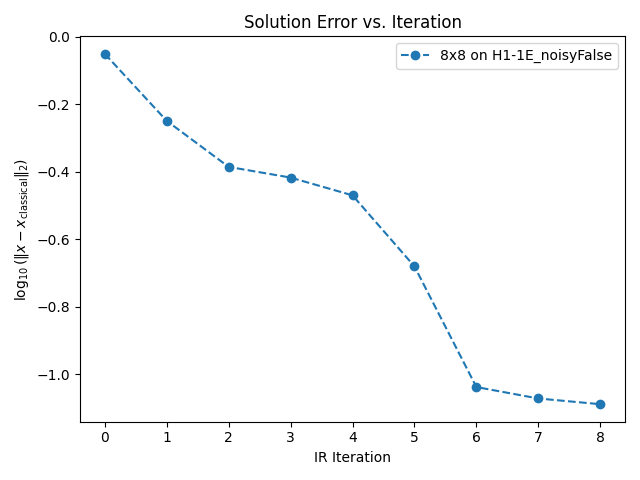 Solution Error vs. Iteration
8x8 on H1-1E_noisyFalse
log₁₀(‖x − x_classical‖₂)
0.0
−0.2
−0.4
−0.6
−0.8
−1.0
0 1 2 3 4 5 6 7 8
IR Iteration